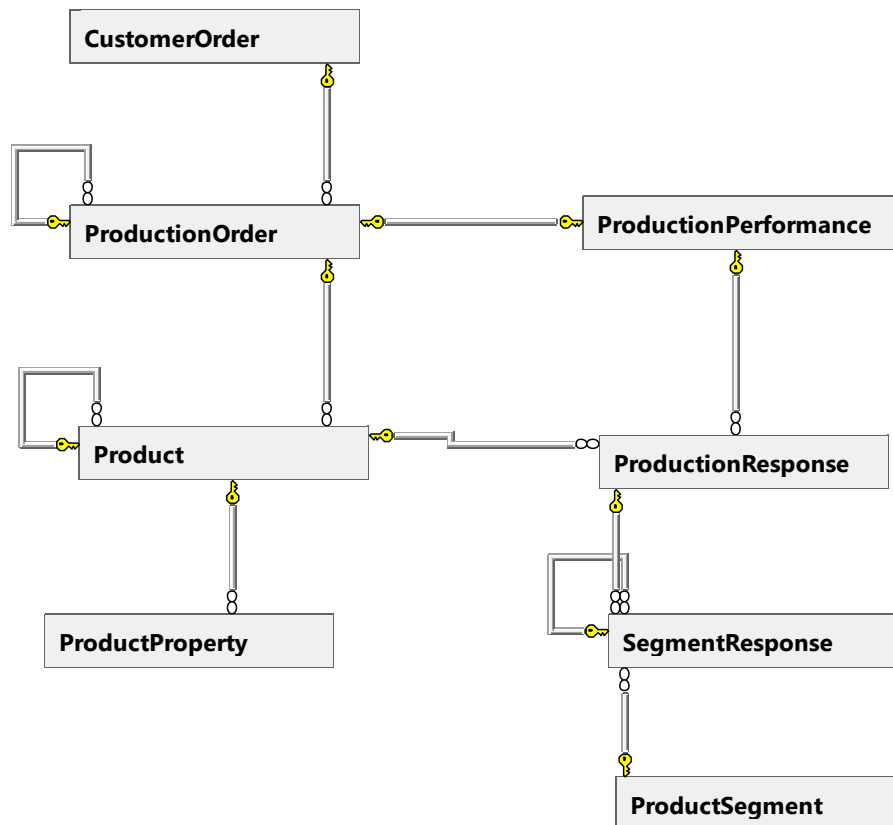 CustomerOrder
ProductionOrder
ProductionPerformance
Product
ProductionResponse
ProductProperty
SegmentResponse
ProductSegment